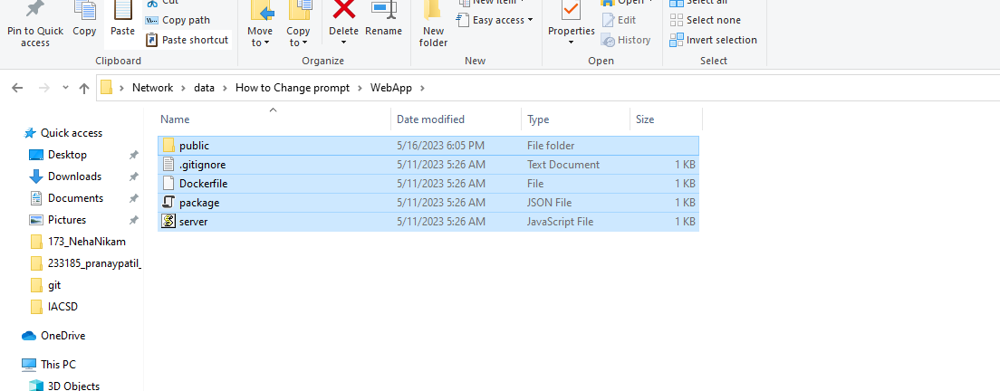 Cut
New item
Open
Select all
Pin to Quick access
Copy
Paste
Copy path
Paste shortcut
Move to
Copy to
Delete
Rename
New folder
Easy access
Properties
Edit
History
Select none
Invert selection
Clipboard
Organize
New
Open
Select
Network > data > How to Change prompt > WebApp >
Name Date modified Type Size
Quick access
Desktop
Downloads
Documents
Pictures
173_NehaNikam
233185_pranaypatil_
git
IACSD
OneDrive
This PC
3D Objects
public 5/16/2023 6:05 PM File folder
.gitignore 5/11/2023 5:26 AM Text Document 1 KB
Dockerfile 5/11/2023 5:26 AM File 1 KB
package 5/11/2023 5:26 AM JSON File 1 KB
server 5/11/2023 5:26 AM JavaScript File 1 KB